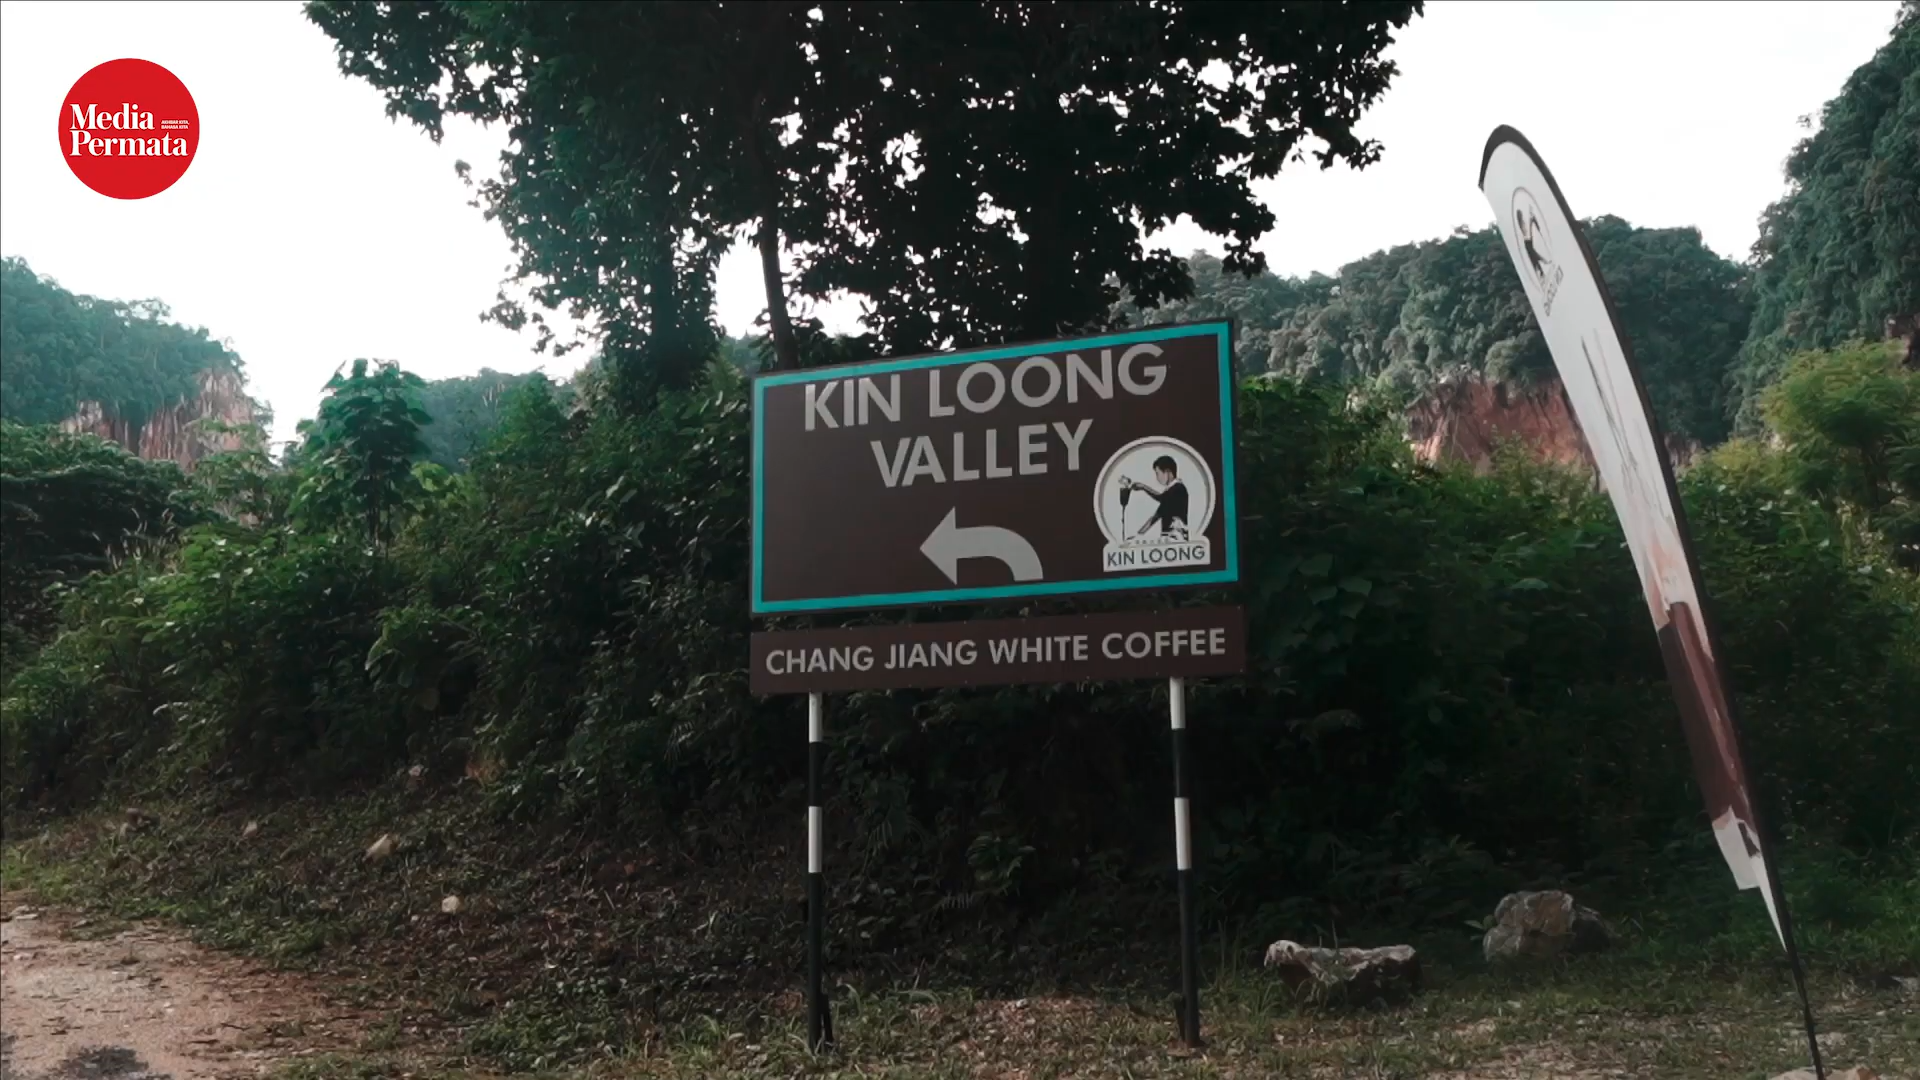 Media
Permata
KIN LOONG
VALLEY
KIN LOONG
CHANG JIANG WHITE COFFEE